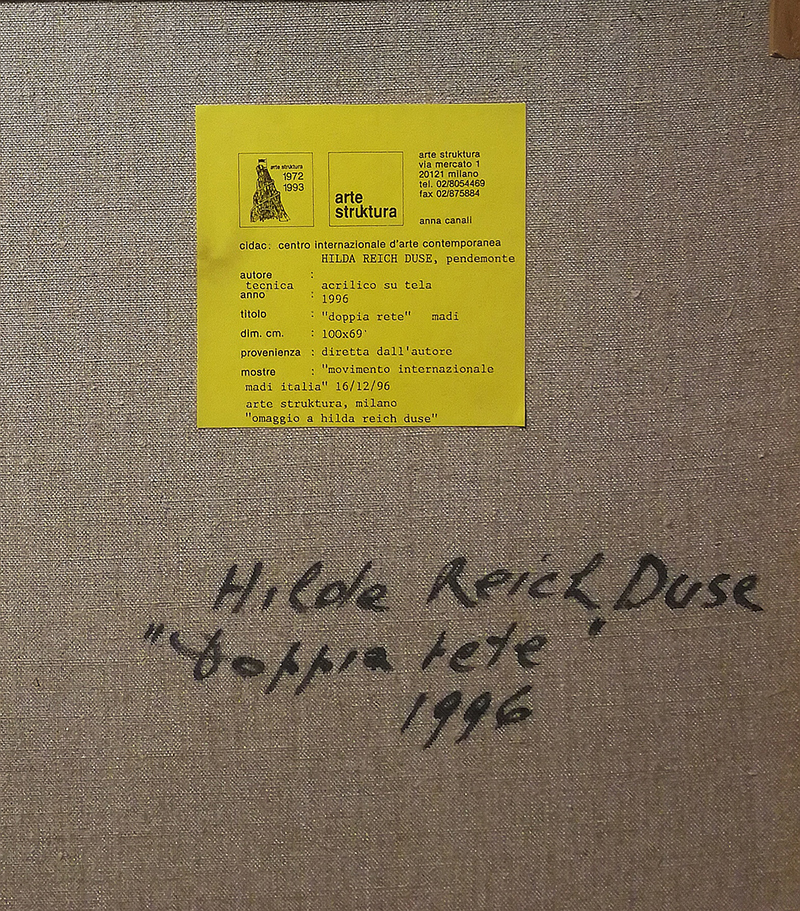 arte struktura
1972
1993
arte
struktura
arte struktura
via mercato 1
20121 milano
tel. 02/8054469
fax 02/875884
anna canali
cidac: centro internazionale d'arte contemporanea
HILDA REICH DUSE, pendemonte
autore :
tecnica acrilico su tela
anno : 1996
titolo : "doppia rete" madi
dim. cm. : 100x69
provenienza : diretta dall'autore
mostre : "movimento internazionale
madi italia" 16/12/96
arte struktura, milano
"omaggio a hilda reich duse"
Hilda Reich Duse
"Doppia rete"
1996